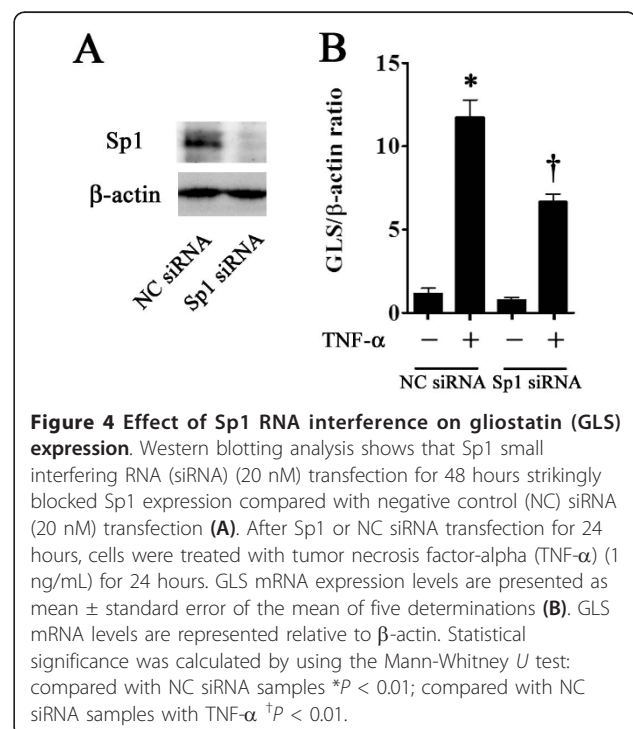 A
Sp1
β-actin
NC siRNA
Sp1 siRNA
B
GLS/β-actin ratio
15
10
5
0
*
†
TNF-α − + − +
NC siRNA Sp1 siRNA
Figure 4 Effect of Sp1 RNA interference on gliostatin (GLS)
expression. Western blotting analysis shows that Sp1 small
interfering RNA (siRNA) (20 nM) transfection for 48 hours strikingly
blocked Sp1 expression compared with negative control (NC) siRNA
(20 nM) transfection (A). After Sp1 or NC siRNA transfection for 24
hours, cells were treated with tumor necrosis factor-alpha (TNF-α) (1
ng/mL) for 24 hours. GLS mRNA expression levels are presented as
mean ± standard error of the mean of five determinations (B). GLS
mRNA levels are represented relative to β-actin. Statistical
significance was calculated by using the Mann-Whitney U test:
compared with NC siRNA samples *P < 0.01; compared with NC
siRNA samples with TNF-α †P < 0.01.